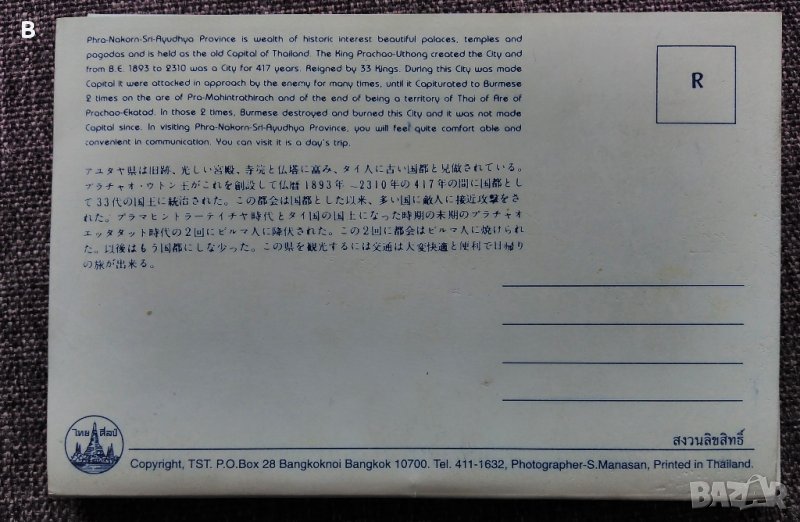 B
Phra-Nakorn-Sri-Ayudhya Province is wealth of historic interest beautiful palaces, temples and
pagodas and is held as the old Capital of Thailand. The King Prachao-Uthong created the City and
from B.E. 1893 to 2310 was a City for 417 years. Reigned by 33 Kings. During this City was made
Capital it were attacked in approach by the enemy for many times, until it Capiturated to Burmese
2 times on the are of Pra-Mahintrathirach and of the end of being a territory of Thai of Are of
Prachao-Ekatad. In those 2 times, Burmese destroyed and burned this City and it was not made
Capital since. In visiting Phra-Nakorn-Sri-Ayudhya Province, you will feel quite comfort able and
convenient in communication. You can visit it is a day's trip.
R
アユタヤ県は旧跡、光しい宮殿、寺院と仏塔に富み、タイ人に古い国都と見做されている。
プラチャオ・ウトン王がこれを創設して仏暦1893年-2310年の417年の間に国都とし
て33代の国王に統治された。この都会は国都とした以来、多しい国に敵人に接近攻撃をさ
れた。プラマヒントラーテイチヤ時代とタイ国の国土になった時期の末期のプラチャオ
エッタタット時代の2回にビルマ人に降伏された。この2回に都会はビルマ人に焼けられ
た。以後はもう国都にしな少った。この県を観光するには交通は大変快適と便利で日帰り
の旅が出来る。
ไทย ศิลป์
สงวนลิขสิทธิ์
Copyright, TST. P.O.Box 28 Bangkoknoi Bangkok 10700. Tel. 411-1632, Photographer-S.Manasan, Printed in Thailand.
BAZAR